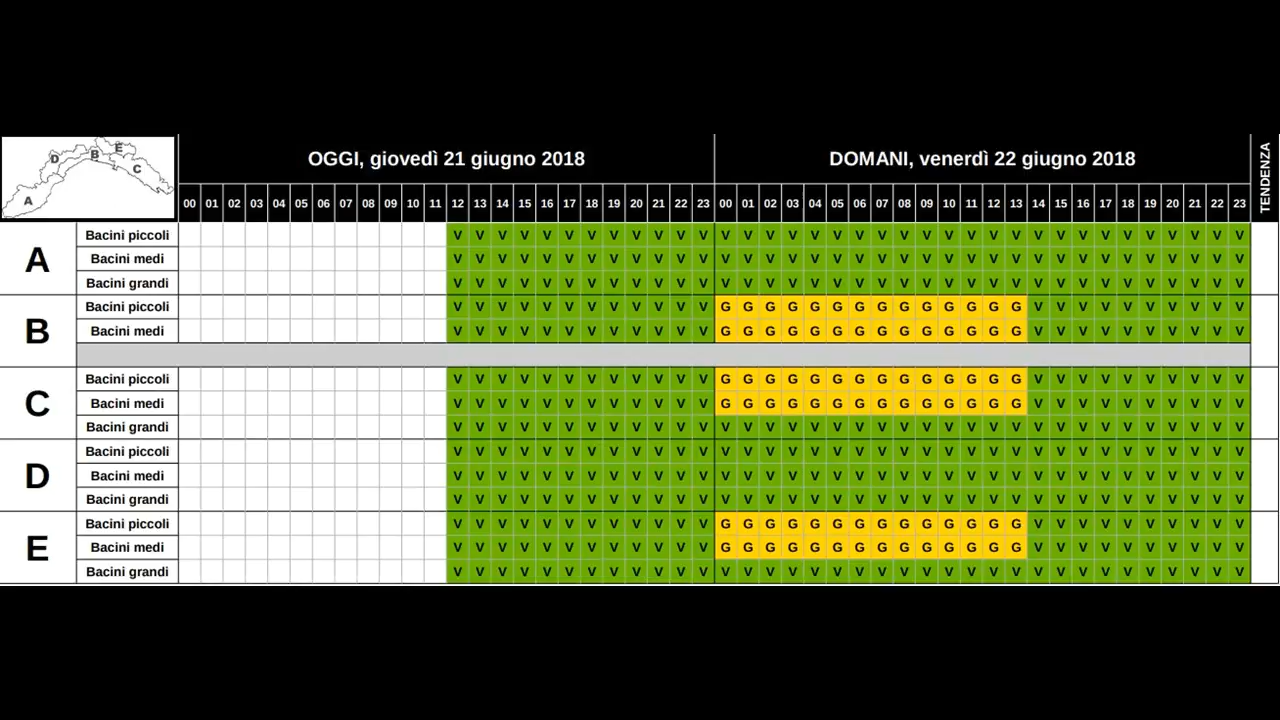 OGGI, giovedì 21 giugno 2018 DOMANI, venerdì 22 giugno 2018 TENDENZA
D B E C A
00 01 02 03 04 05 06 07 08 09 10 11 12 13 14 15 16 17 18 19 20 21 22 23 00 01 02 03 04 05 06 07 08 09 10 11 12 13 14 15 16 17 18 19 20 21 22 23
A
Bacini piccoli V V V V V V V V V V V V V V V V V V V V V V V V V V V V V V V V V V V V
Bacini medi V V V V V V V V V V V V V V V V V V V V V V V V V V V V V V V V V V V V
Bacini grandi V V V V V V V V V V V V V V V V V V V V V V V V V V V V V V V V V V V V
B
Bacini piccoli V V V V V V V V V V V V G G G G G G G G G G G G G G V V V V V V V V V V
Bacini medi V V V V V V V V V V V V G G G G G G G G G G G G G G V V V V V V V V V V
C
Bacini piccoli V V V V V V V V V V V V G G G G G G G G G G G G G G V V V V V V V V V V
Bacini medi V V V V V V V V V V V V G G G G G G G G G G G G G G V V V V V V V V V V
Bacini grandi V V V V V V V V V V V V V V V V V V V V V V V V V V V V V V V V V V V V
D
Bacini piccoli V V V V V V V V V V V V V V V V V V V V V V V V V V V V V V V V V V V V
Bacini medi V V V V V V V V V V V V V V V V V V V V V V V V V V V V V V V V V V V V
Bacini grandi V V V V V V V V V V V V V V V V V V V V V V V V V V V V V V V V V V V V
E
Bacini piccoli V V V V V V V V V V V V G G G G G G G G G G G G G G V V V V V V V V V V
Bacini medi V V V V V V V V V V V V G G G G G G G G G G G G G G V V V V V V V V V V
Bacini grandi V V V V V V V V V V V V V V V V V V V V V V V V V V V V V V V V V V V V